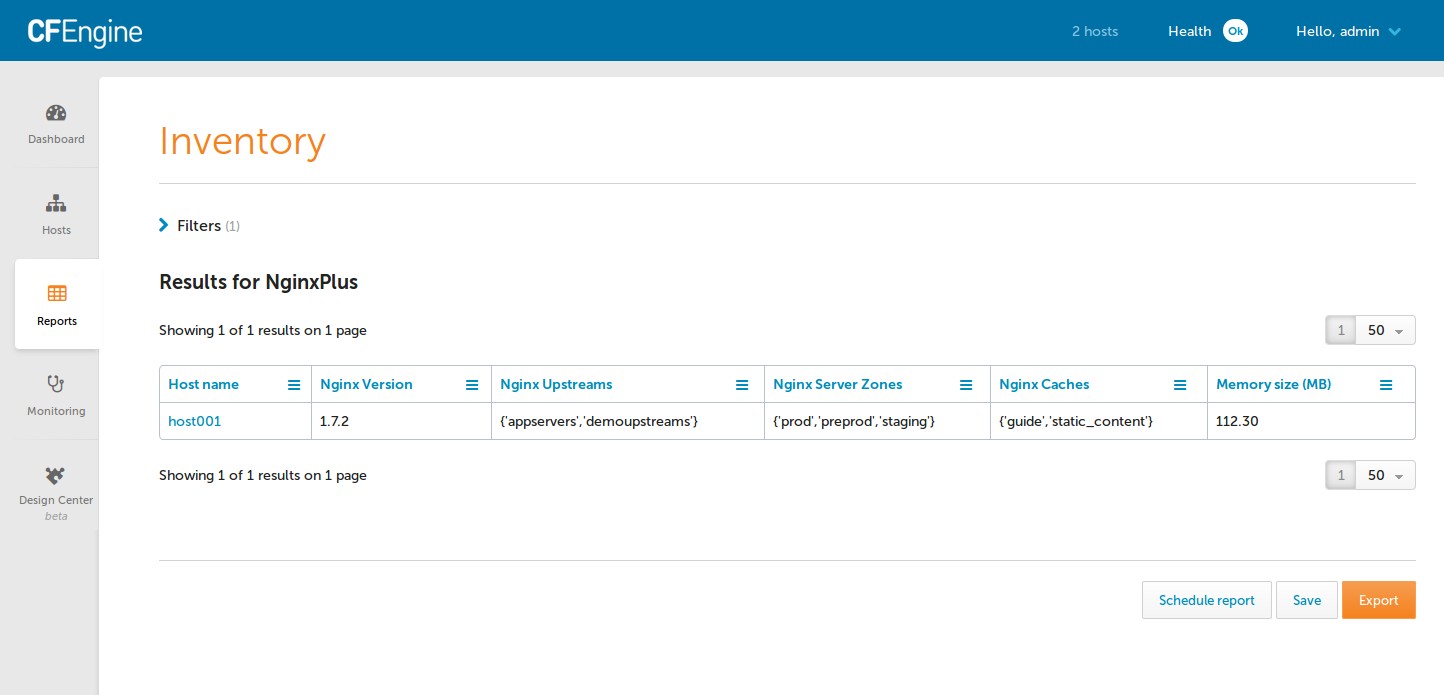 CFEngine 2 hosts Health Ok Hello, admin
Dashboard
Hosts
Reports
Monitoring
Design Center
beta
Inventory
Filters (1)
Results for NginxPlus
Showing 1 of 1 results on 1 page 1 50
Host name Nginx Version Nginx Upstreams Nginx Server Zones Nginx Caches Memory size (MB)
host001 1.7.2 {'appservers','demoupstreams'} {'prod','preprod','staging'} {'guide','static_content'} 112.30
Showing 1 of 1 results on 1 page 1 50
Schedule report Save Export